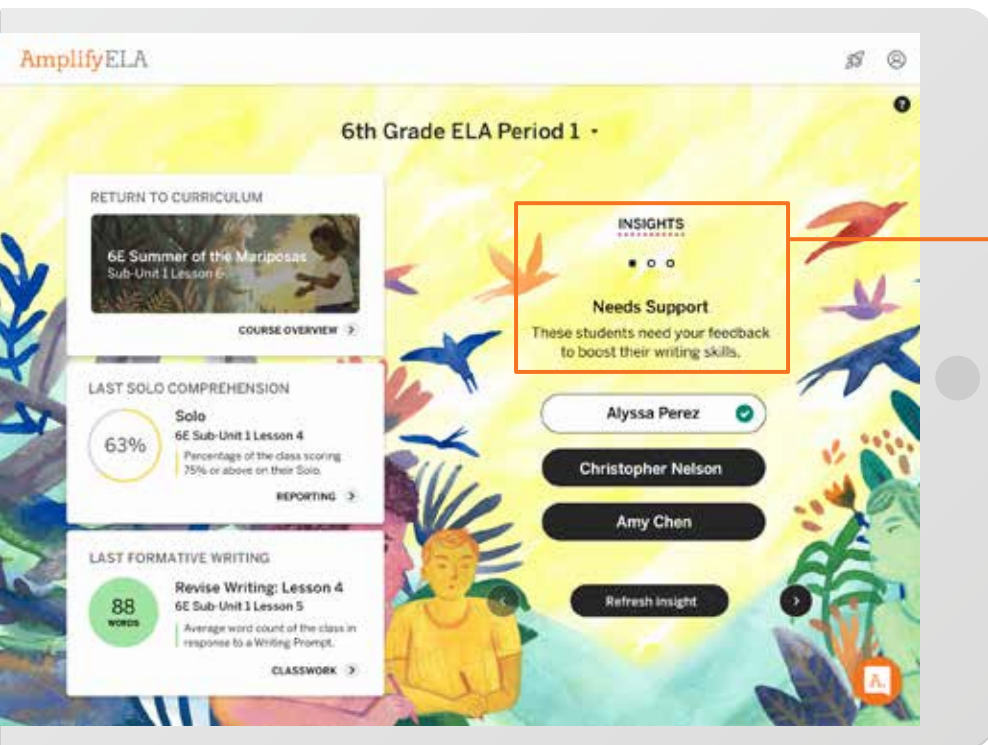 AmplifyELA
?
6th Grade ELA Period 1
RETURN TO CURRICULUM
6E Summer of the Mariposas
Sub-Unit 1 Lesson 6
COURSE OVERVIEW
LAST SOLO COMPREHENSION
63%
Solo
6E Sub-Unit 1 Lesson 4
Percentage of the class scoring
75% or above on their Solo.
REPORTING
LAST FORMATIVE WRITING
88
WORDS
Revise Writing: Lesson 4
6E Sub-Unit 1 Lesson 5
Average word count of the class in
response to a Writing Prompt.
CLASSWORK
INSIGHTS
Needs Support
These students need your feedback
to boost their writing skills.
Alyssa Perez
Christopher Nelson
Amy Chen
Refresh Insight
A.